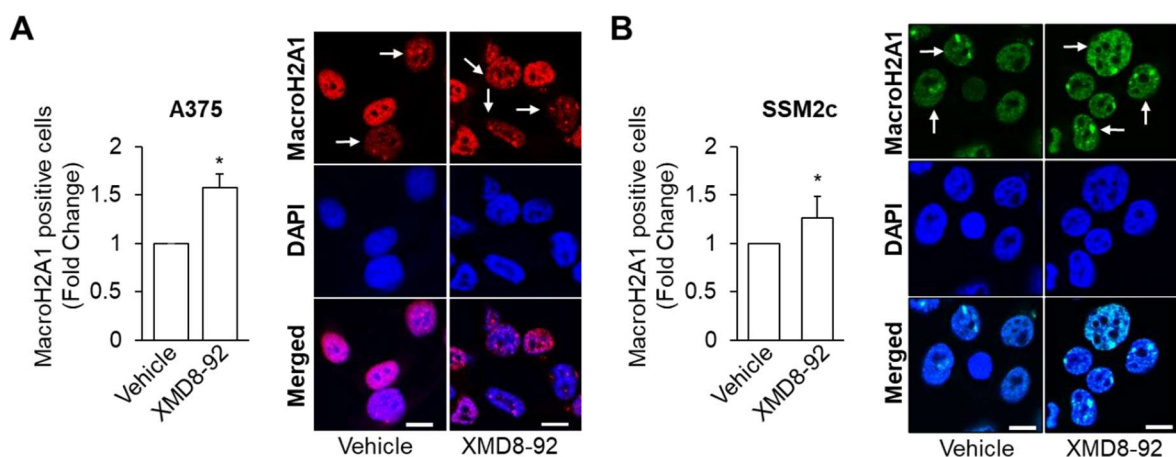 A
A375
MacroH2A1 positive cells
(Fold Change)
2
1.5
1
0.5
0
*
Vehicle
XMD8-92
MacroH2A1
DAPI
Merged
Vehicle
XMD8-92
B
SSM2c
MacroH2A1 positive cells
(Fold Change)
2
1.5
1
0.5
0
*
Vehicle
XMD8-92
MacroH2A1
DAPI
Merged
Vehicle
XMD8-92